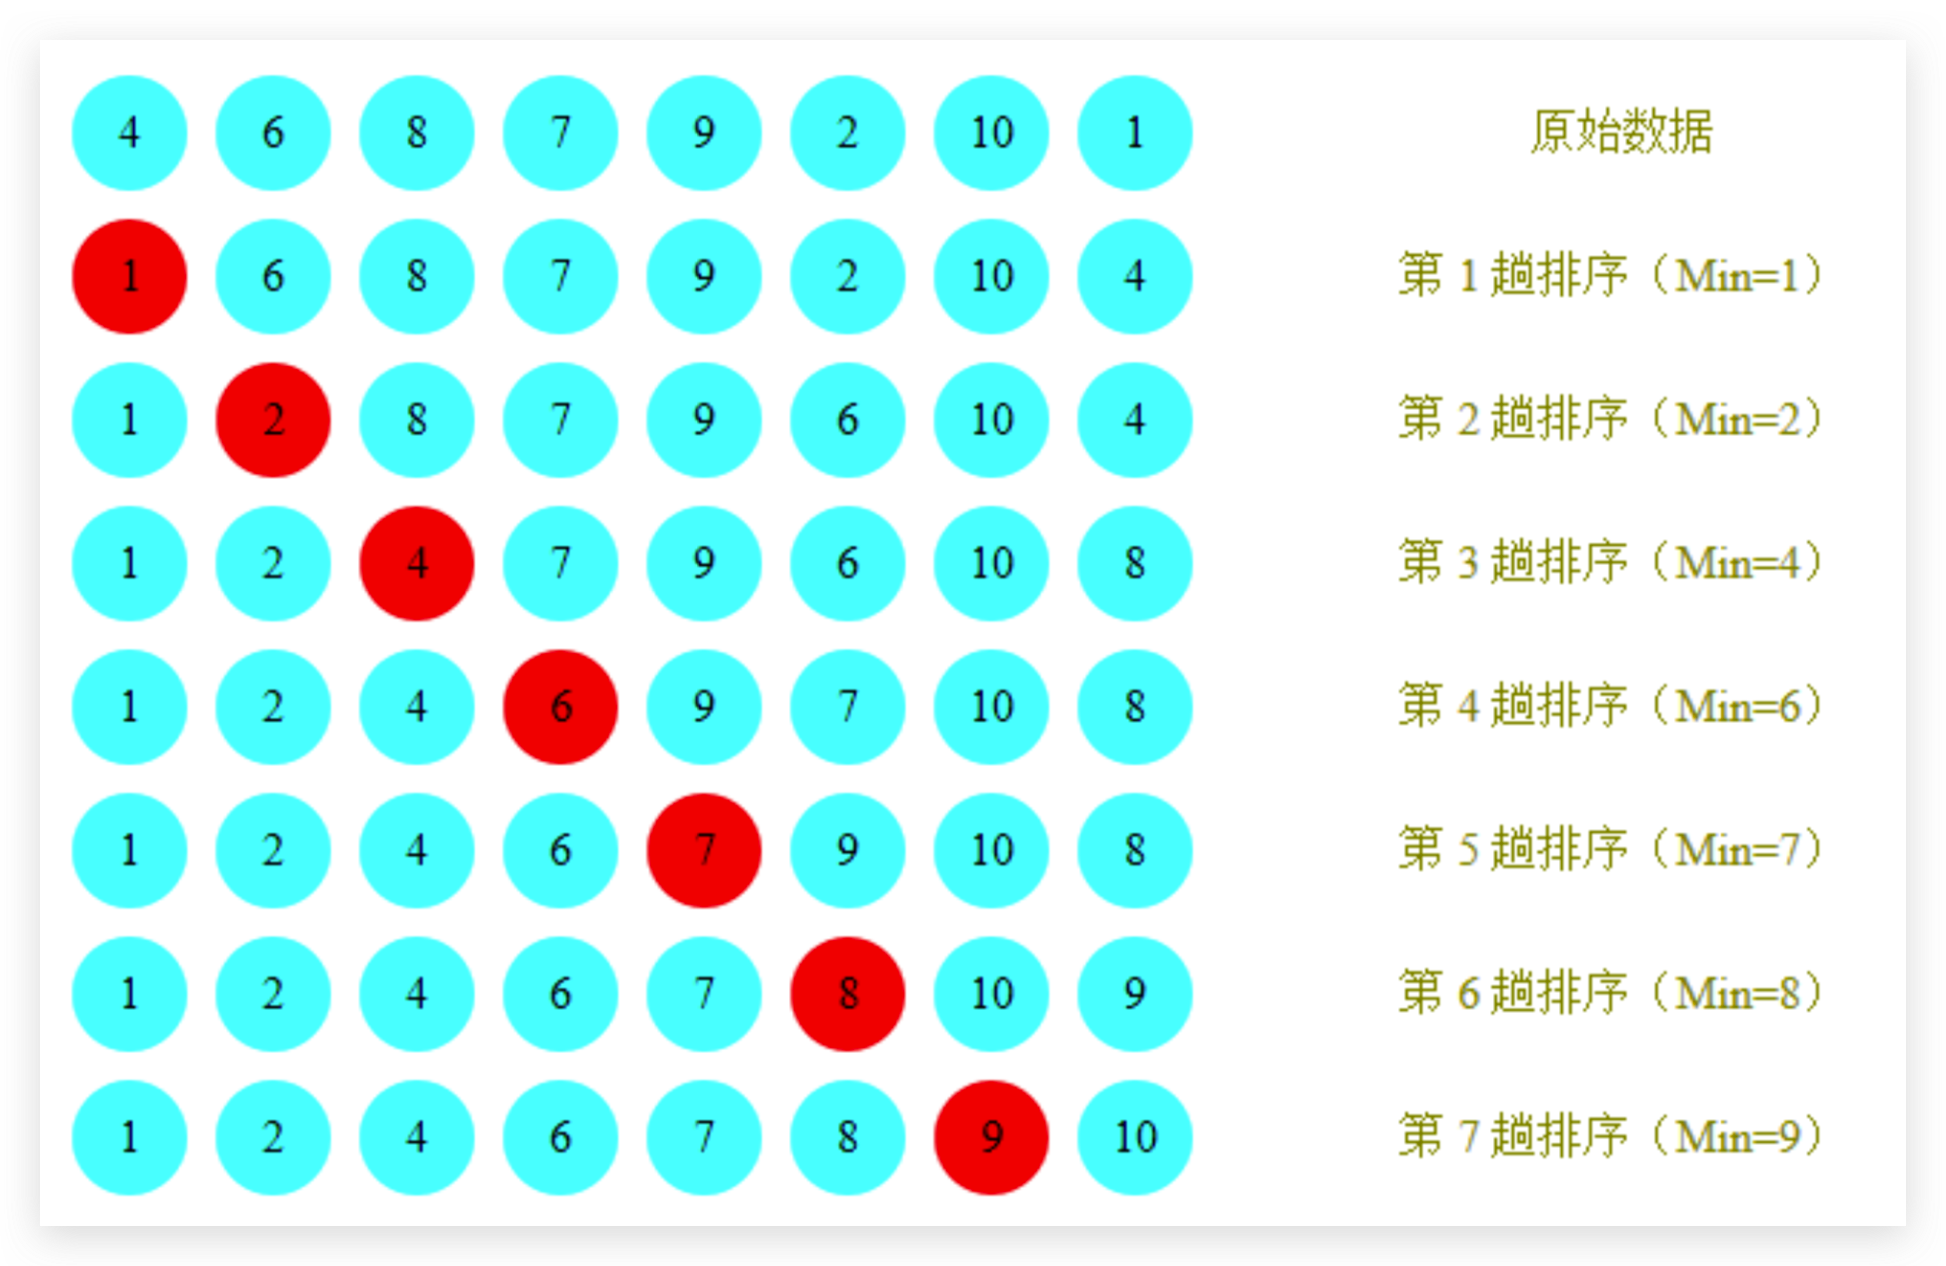 4 6 8 7 9 2 10 1 原始数据
1 6 8 7 9 2 10 4 第 1 趟排序（Min=1）
1 2 8 7 9 6 10 4 第 2 趟排序（Min=2）
1 2 4 7 9 6 10 8 第 3 趟排序（Min=4）
1 2 4 6 9 7 10 8 第 4 趟排序（Min=6）
1 2 4 6 7 9 10 8 第 5 趟排序（Min=7）
1 2 4 6 7 8 10 9 第 6 趟排序（Min=8）
1 2 4 6 7 8 9 10 第 7 趟排序（Min=9）